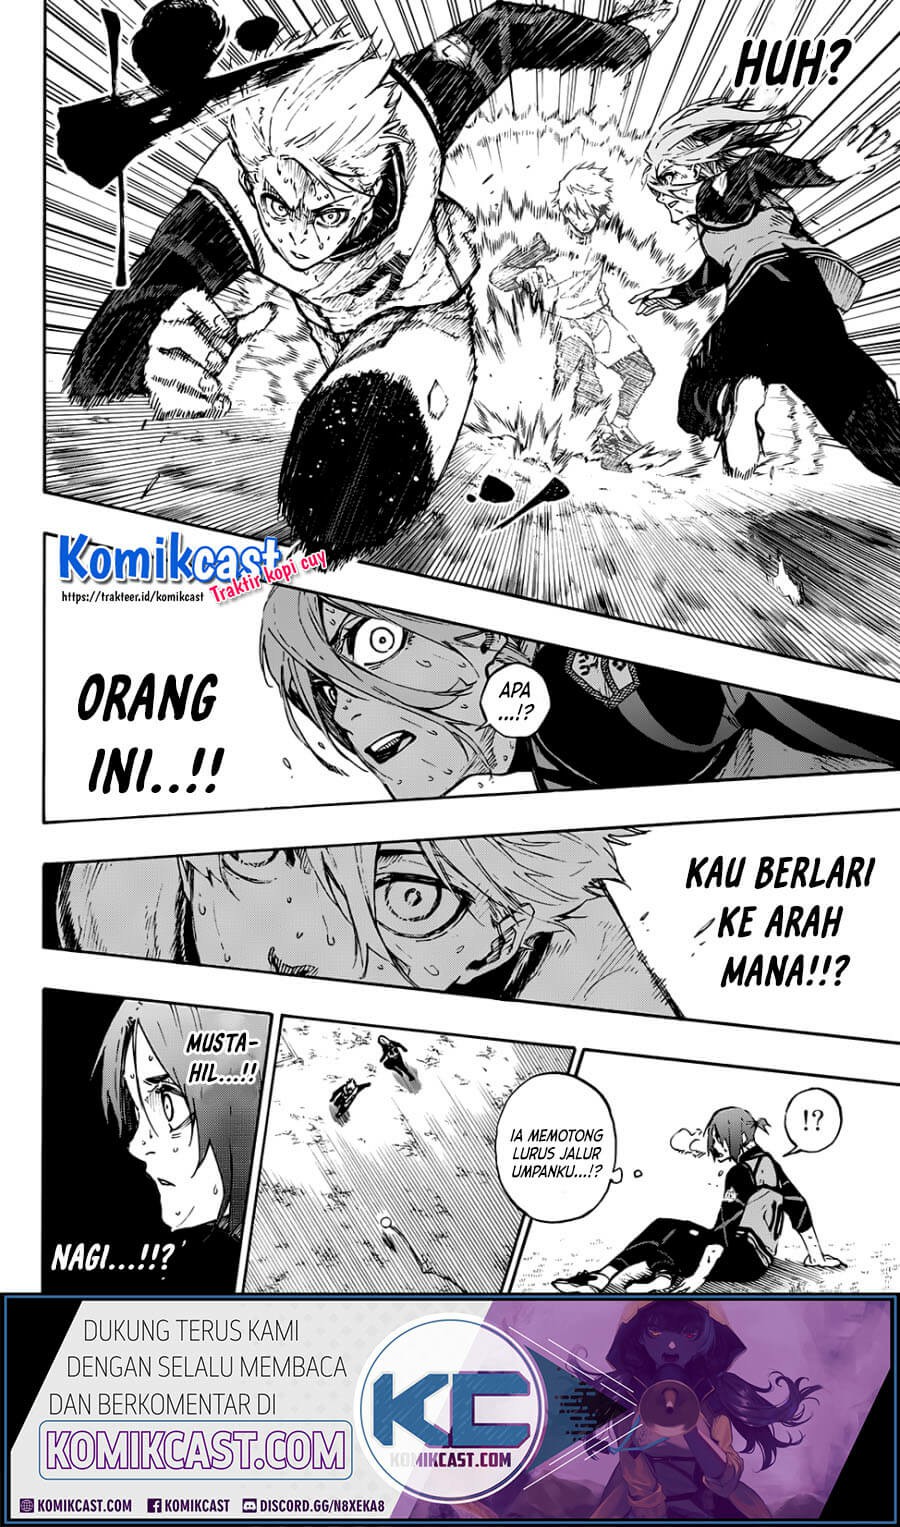 HUH?
Komikcast
Traktir kopi cuy
https://trakteer.id/komikcast
ORANG
INI...!!
APA
...!?
KAU BERLARI
KE ARAH
MANA!!?
MUSTA-
HIL...!!
NAGI...!!?
IA MEMOTONG
LURUS JALUR
UMPANKU...!?
!?
DUKUNG TERUS KAMI
DENGAN SELALU MEMBACA
DAN BERKOMENTAR DI
KOMIKCAST.COM
KC
KOMIKCAST.COM
KOMIKCAST.COM
KOMIKCAST
DISCORD.GG/N8XEKA8